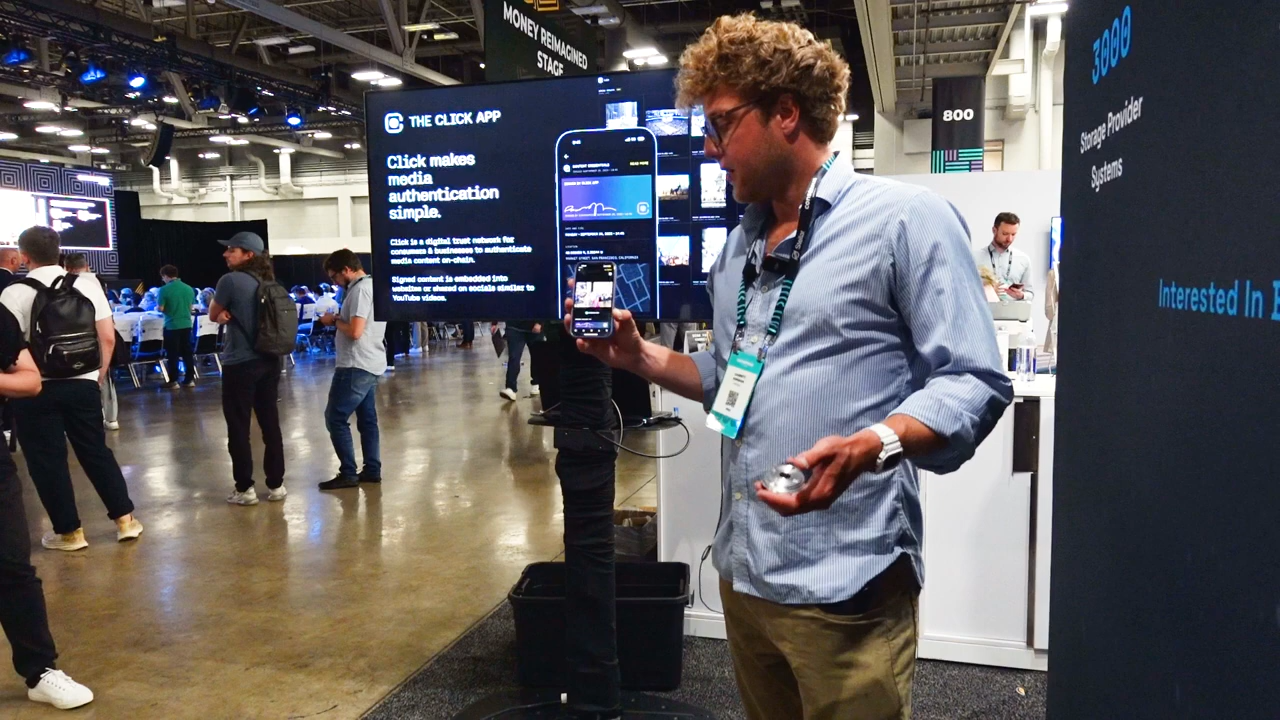 MONEY REIMAGINED
STAGE
THE CLICK APP
Click makes
media
authentication
simple.
Click is a digital trust network for
consumers & businesses to authenticate
media content on-chain.
Signed content is embedded into
websites or shared on socials similar to
YouTube videos.
800
3000
Storage Provider
Systems
Interested In